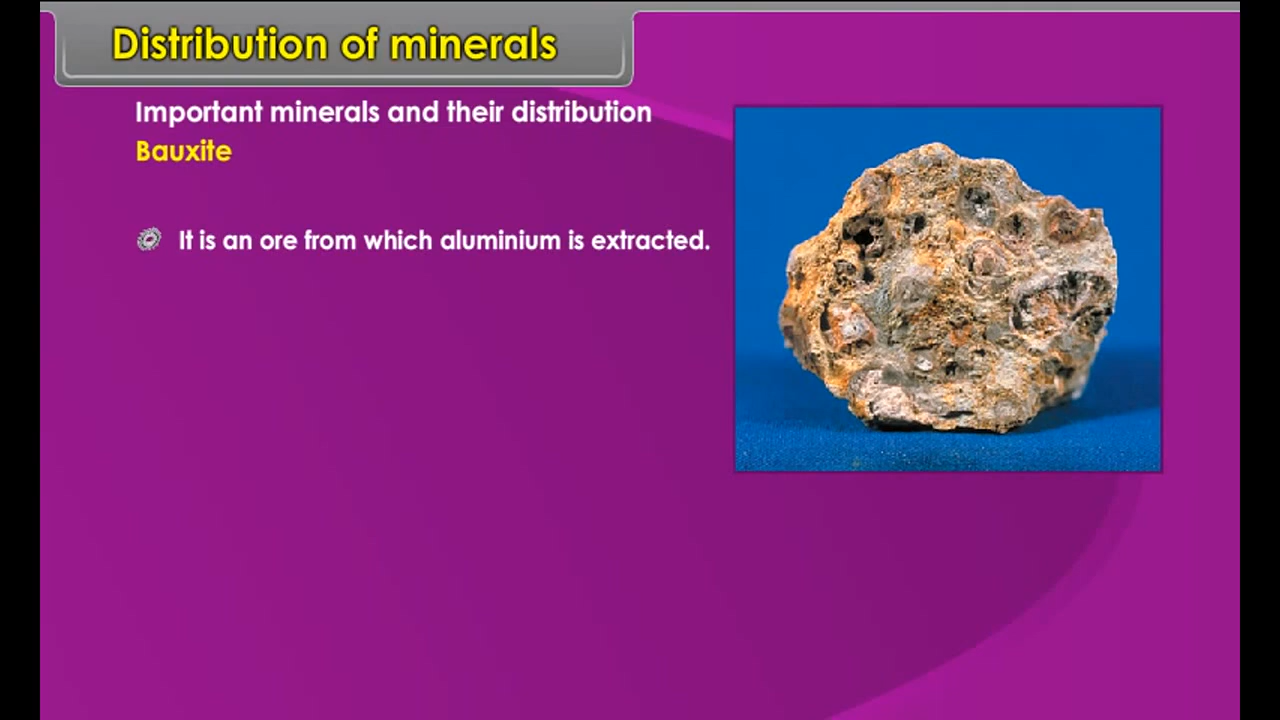 Distribution of minerals
Important minerals and their distribution
Bauxite
It is an ore from which aluminium is extracted.